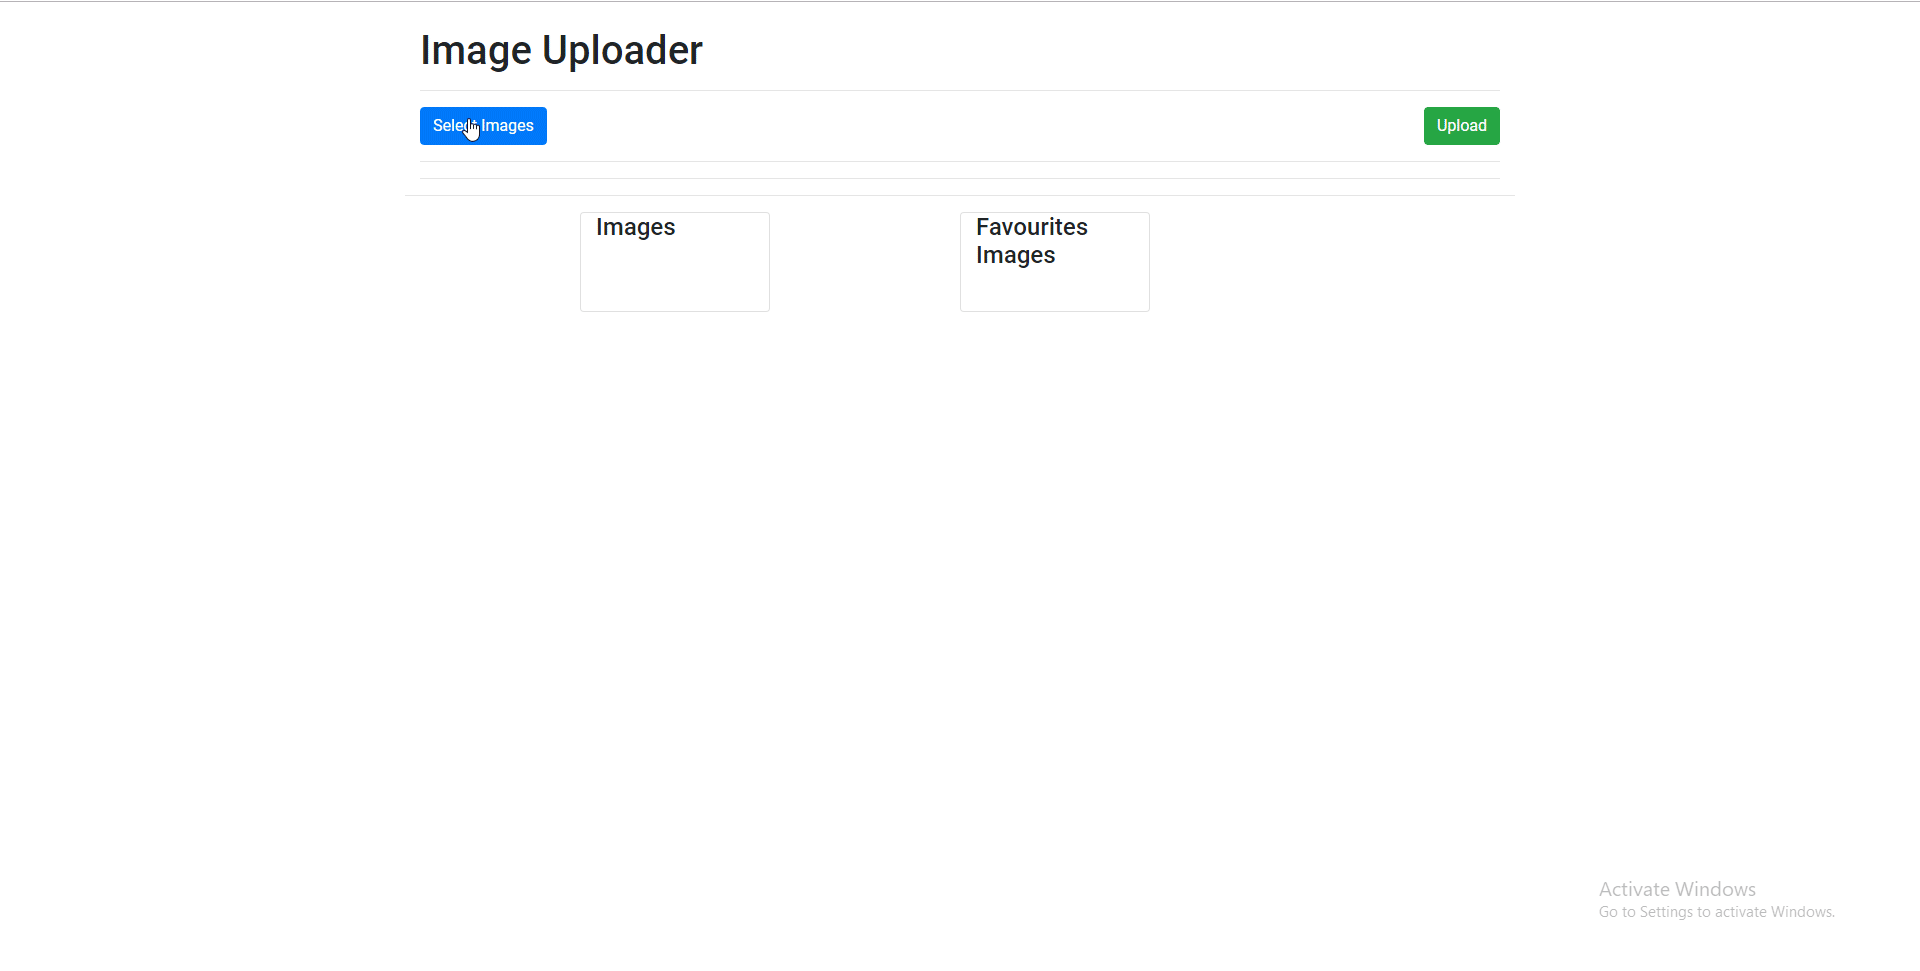 Image Uploader
Select Images
Upload
Images
Favourites
Images
Activate Windows
Go to Settings to activate Windows.